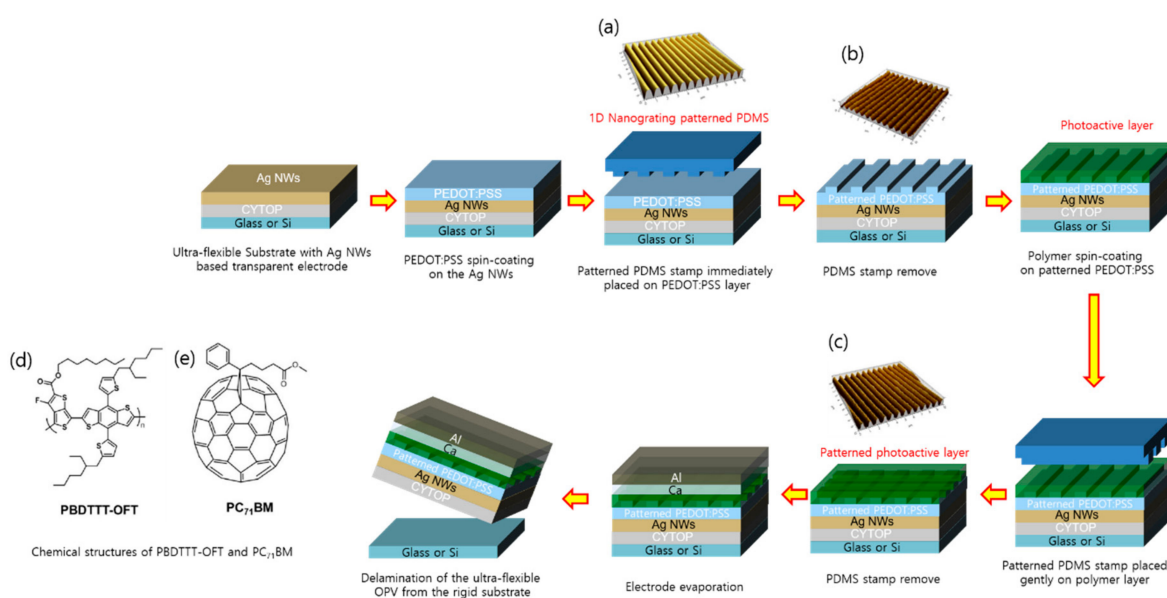 (a)
(b)
1D Nanograting patterned PDMS
Photoactive layer
Ag NWs
CYTOP
Glass or Si
PEDOT:PSS
Ag NWs
CYTOP
Glass or Si
PEDOT:PSS
Ag NWs
CYTOP
Glass or Si
Patterned PEDOT:PSS
Ag NWs
CYTOP
Glass or Si
Patterned PEDOT:PSS
Ag NWs
CYTOP
Glass or Si
Ultra-flexible Substrate with Ag NWs
based transparent electrode
PEDOT:PSS spin-coating
on the Ag NWs
Patterned PDMS stamp immediately
placed on PEDOT:PSS layer
PDMS stamp remove
Polymer spin-coating
on patterned PEDOT:PSS
(d)
(e)
(c)
O
O
F
S
S
S
S
S
S
n
O
O
PBDTTT-OFT
PC71BM
Chemical structures of PBDTTT-OFT and PC71BM
Al
Ca
Patterned PEDOT:PSS
Ag NWs
CYTOP
Glass or Si
Delamination of the ultra-flexible
OPV from the rigid substrate
Al
Ca
Patterned PEDOT:PSS
Ag NWs
CYTOP
Glass or Si
Electrode evaporation
Patterned photoactive layer
Patterned PEDOT:PSS
Ag NWs
CYTOP
Glass or Si
PDMS stamp remove
Patterned PEDOT:PSS
Ag NWs
CYTOP
Glass or Si
Patterned PDMS stamp placed
gently on polymer layer